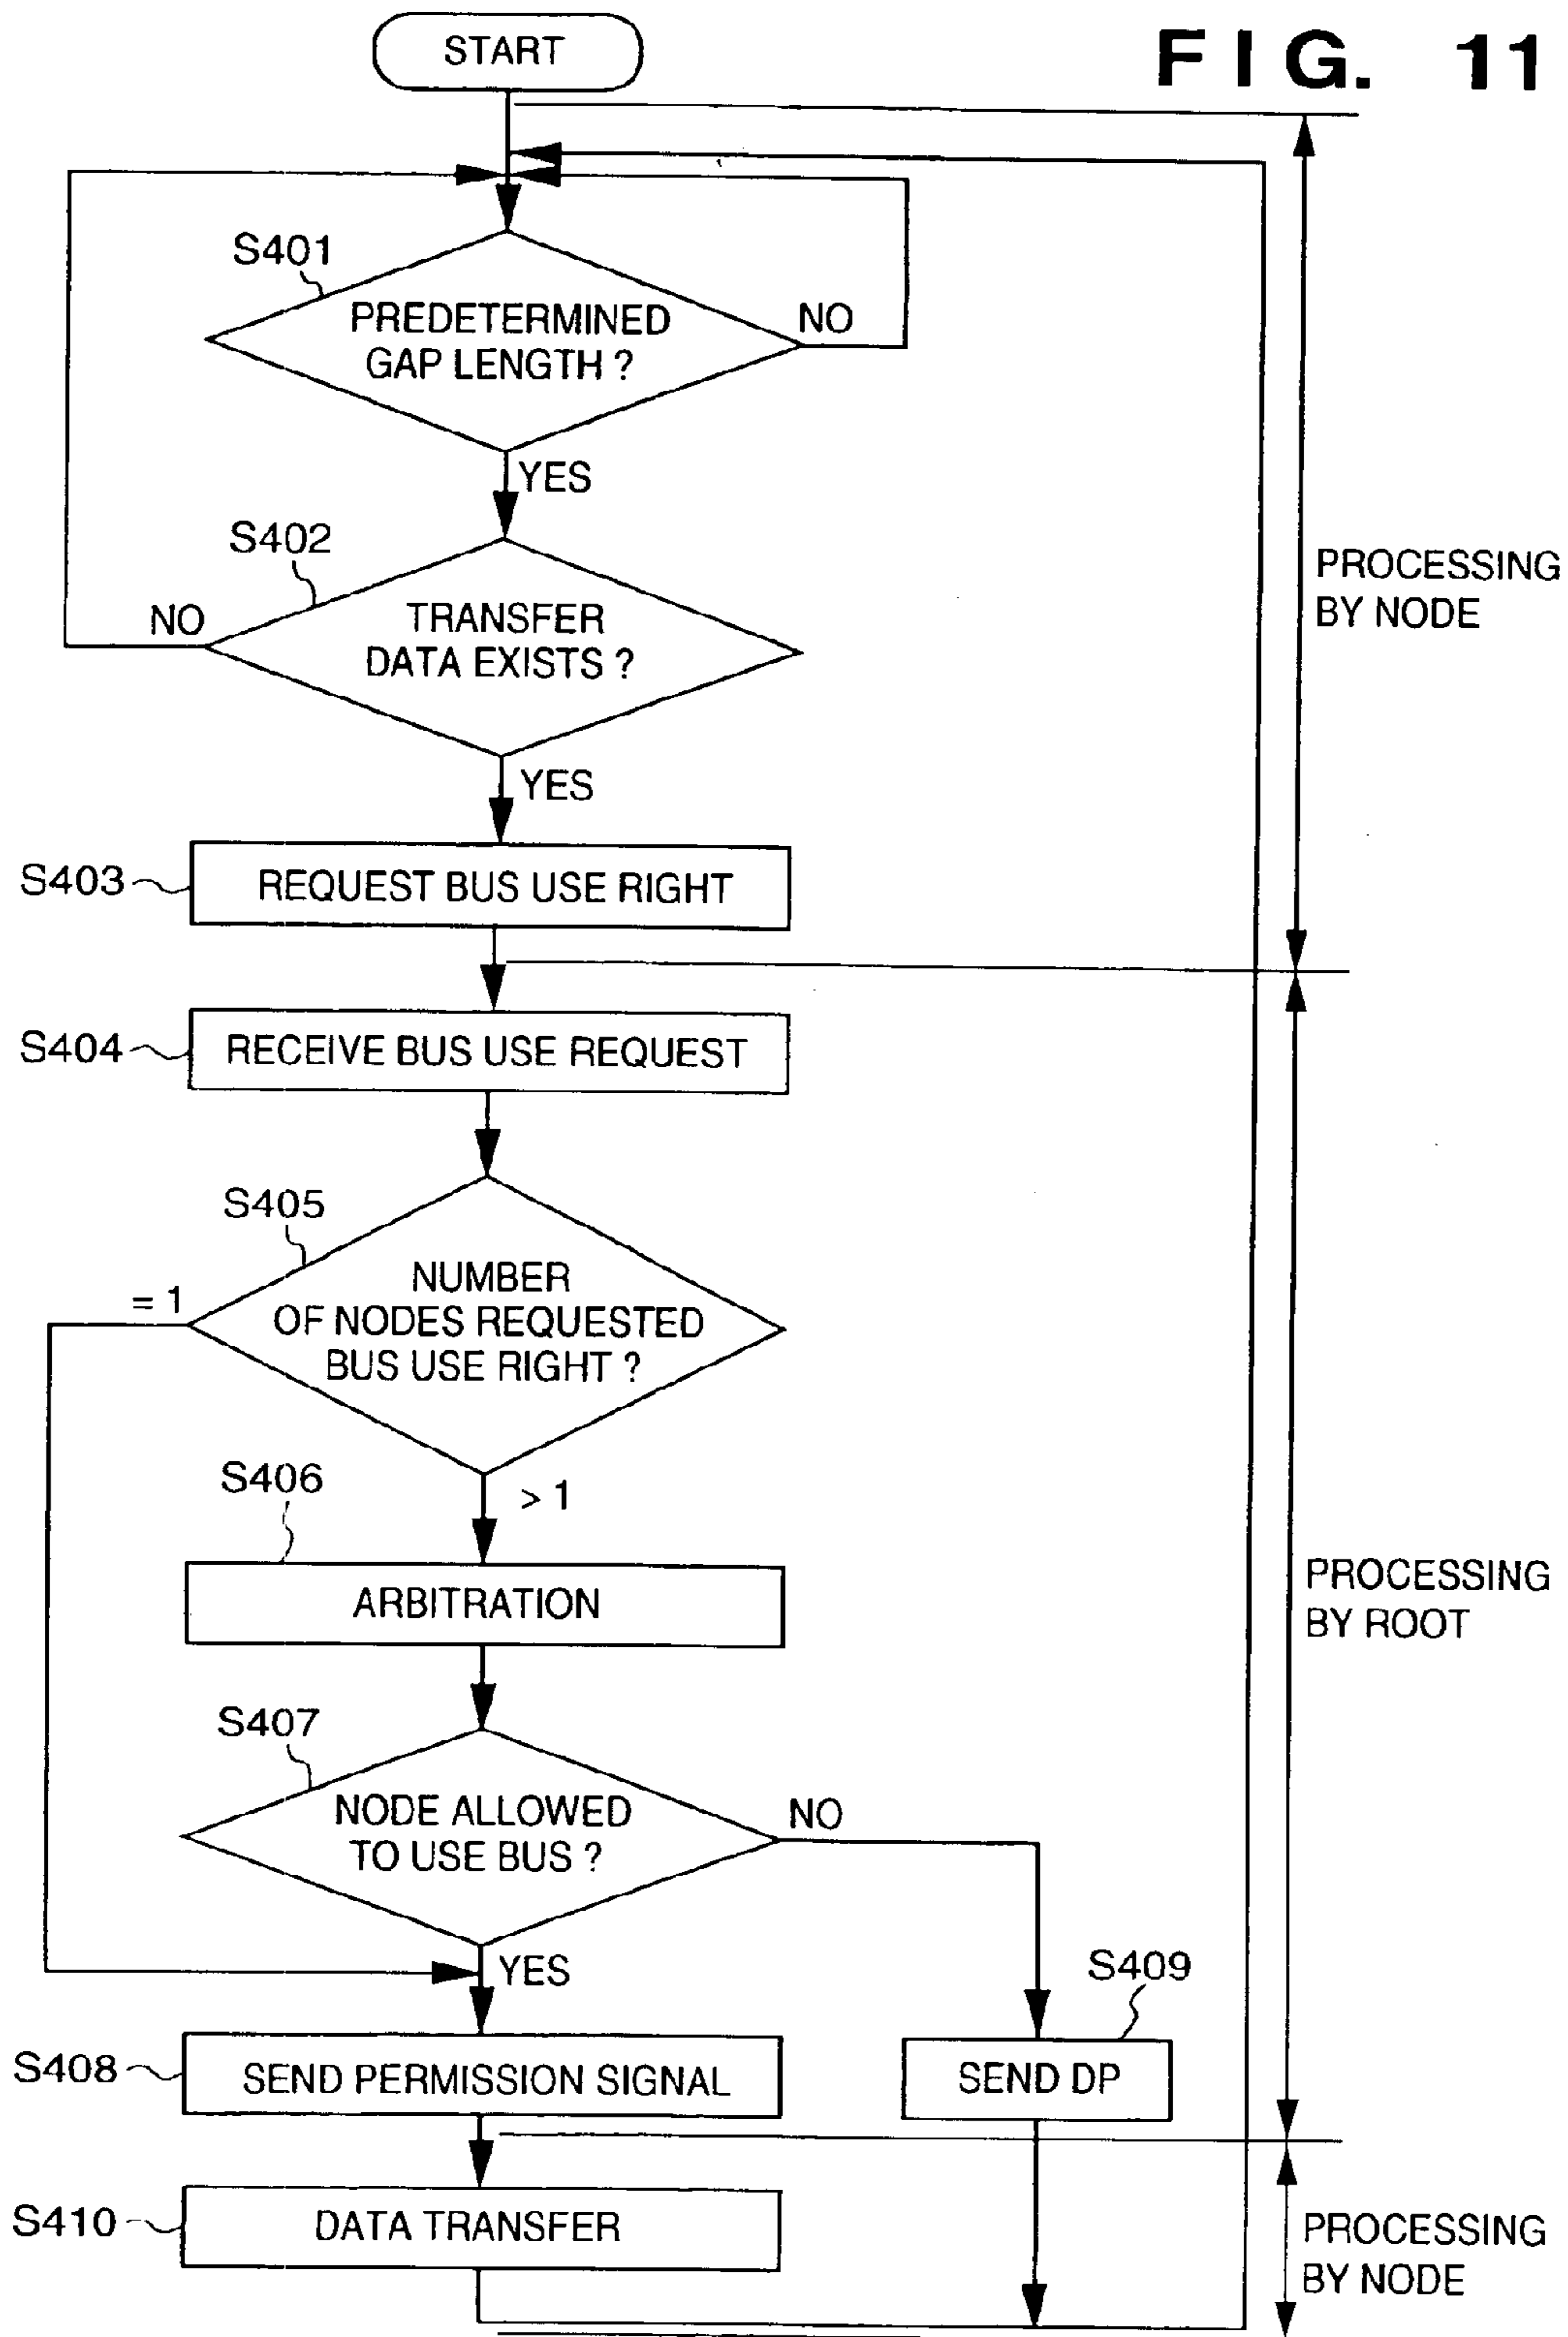 START
FIG. 11
S401
PREDETERMINED
GAP LENGTH ?
NO
YES
S402
TRANSFER
DATA EXISTS ?
NO
YES
PROCESSING
BY NODE
S403
REQUEST BUS USE RIGHT
S404
RECEIVE BUS USE REQUEST
S405
NUMBER
OF NODES REQUESTED
BUS USE RIGHT ?
= 1
> 1
S406
ARBITRATION
PROCESSING
BY ROOT
S407
NODE ALLOWED
TO USE BUS ?
NO
YES
S409
S408
SEND PERMISSION SIGNAL
SEND DP
S410
DATA TRANSFER
PROCESSING
BY NODE